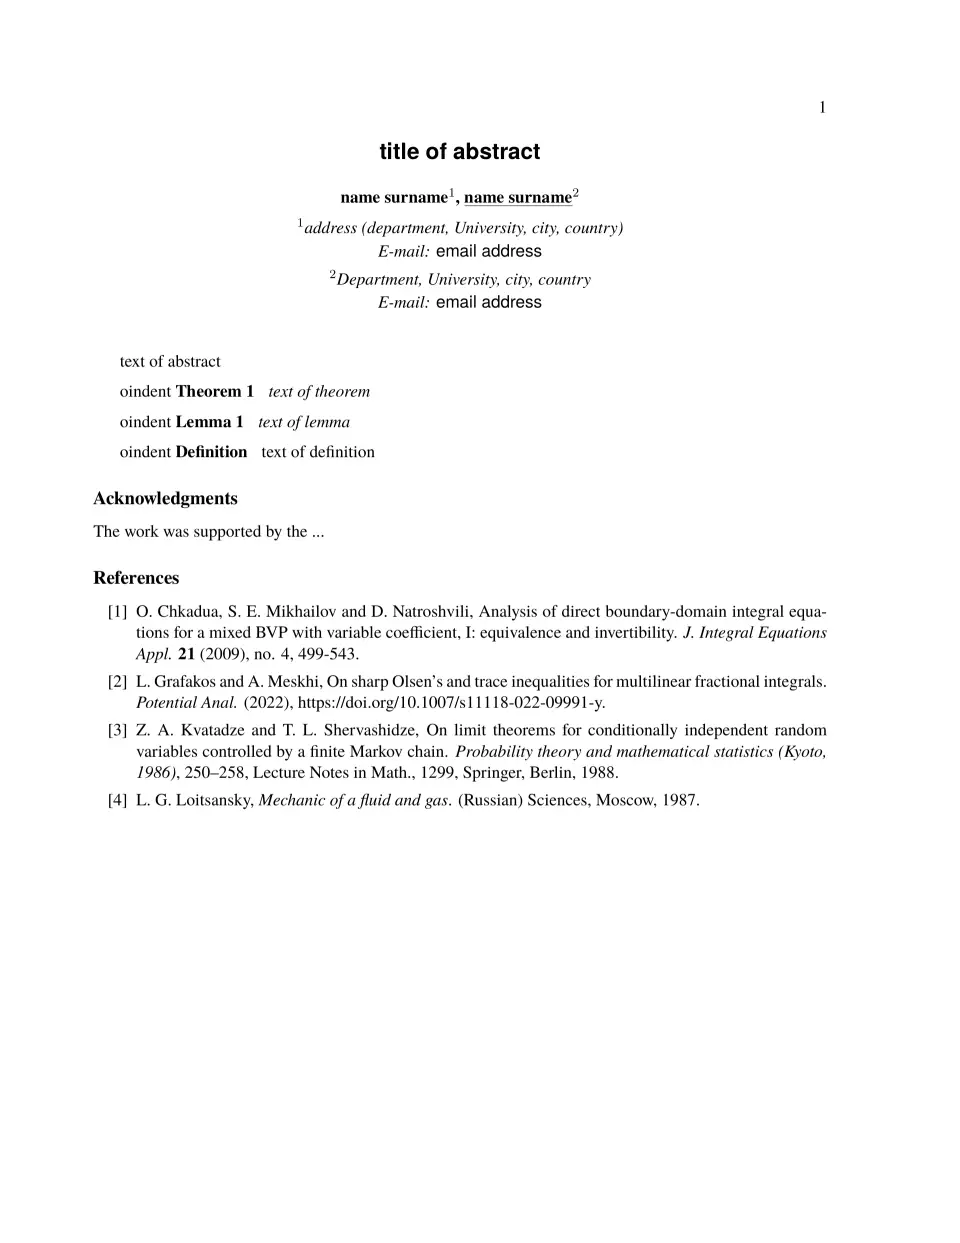 1
title of abstract
name surname¹, name surname²
¹address (department, University, city, country)
E-mail: email address
²Department, University, city, country
E-mail: email address
text of abstract
oindent Theorem 1 text of theorem
oindent Lemma 1 text of lemma
oindent Definition text of definition
Acknowledgments
The work was supported by the ...
References
[1] O. Chkadua, S. E. Mikhailov and D. Natroshvili, Analysis of direct boundary-domain integral equa-
tions for a mixed BVP with variable coefficient, I: equivalence and invertibility. J. Integral Equations
Appl. 21 (2009), no. 4, 499-543.
[2] L. Grafakos and A. Meskhi, On sharp Olsen's and trace inequalities for multilinear fractional integrals.
Potential Anal. (2022), https://doi.org/10.1007/s11118-022-09991-y.
[3] Z. A. Kvatadze and T. L. Shervashidze, On limit theorems for conditionally independent random
variables controlled by a finite Markov chain. Probability theory and mathematical statistics (Kyoto,
1986), 250–258, Lecture Notes in Math., 1299, Springer, Berlin, 1988.
[4] L. G. Loitsansky, Mechanic of a fluid and gas. (Russian) Sciences, Moscow, 1987.